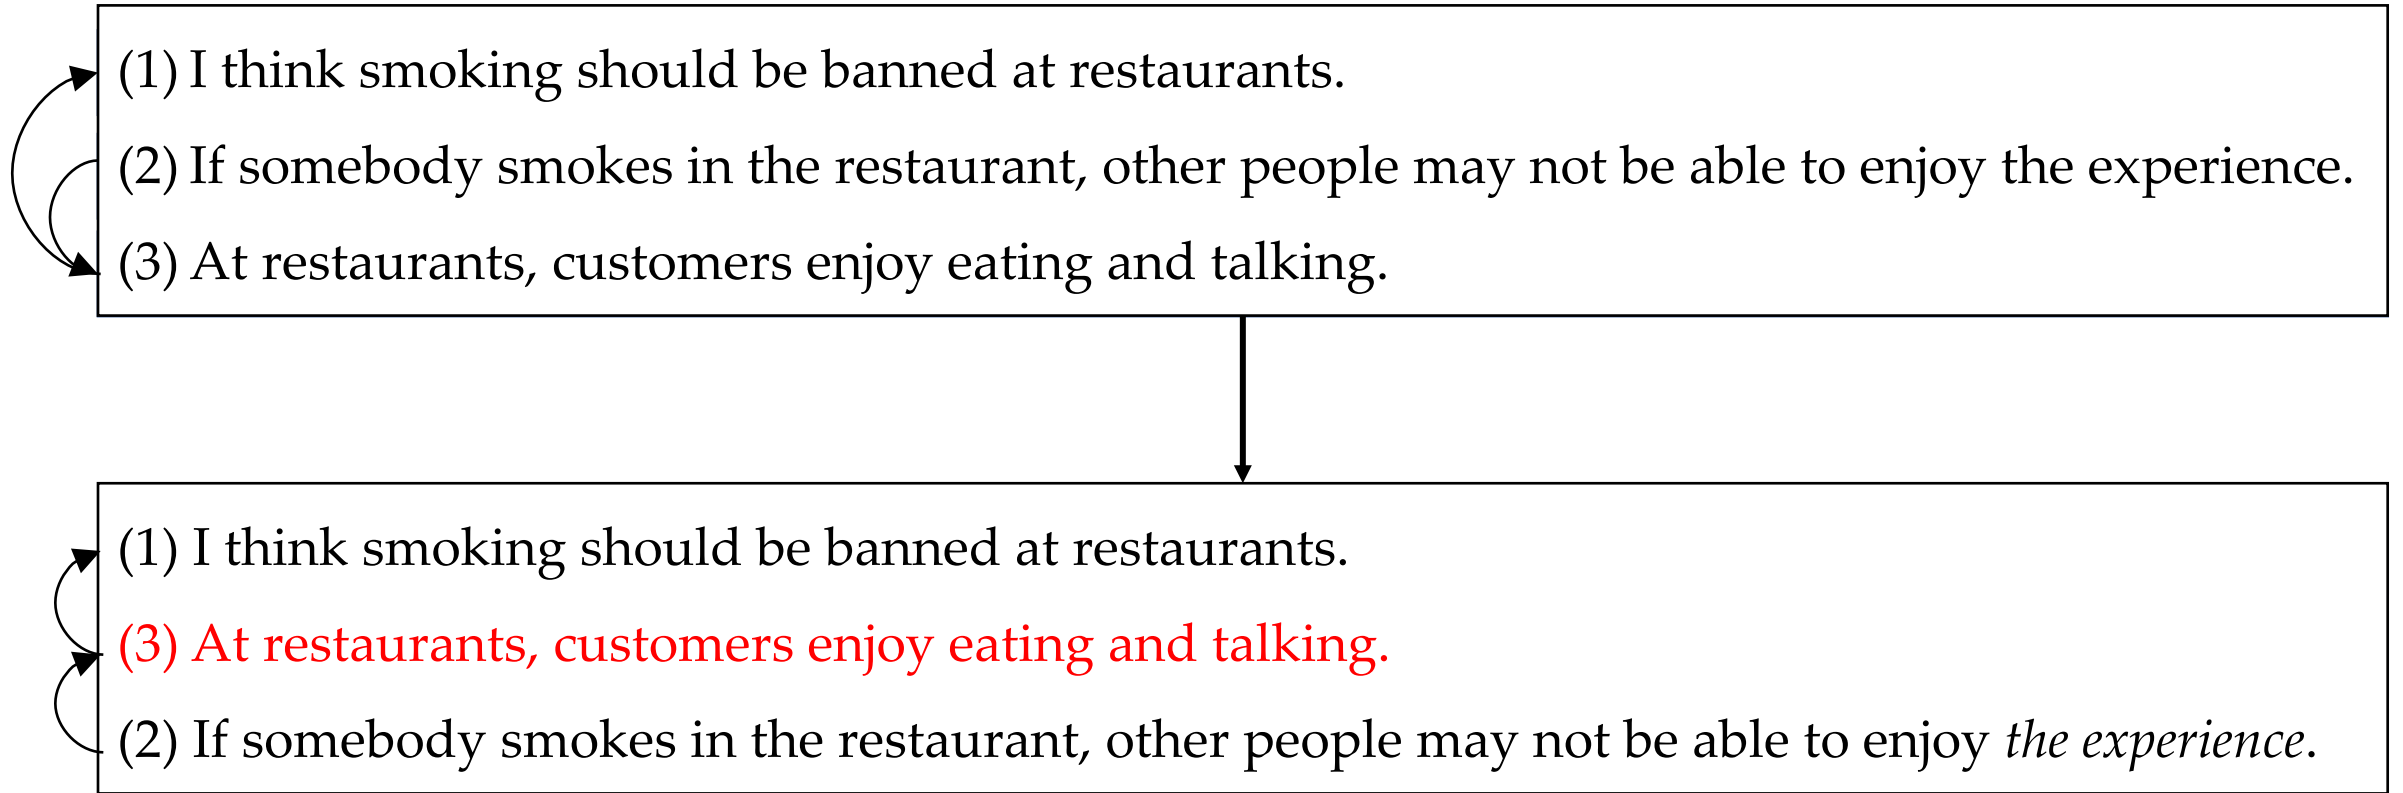 (1) I think smoking should be banned at restaurants.
(2) If somebody smokes in the restaurant, other people may not be able to enjoy the experience.
(3) At restaurants, customers enjoy eating and talking.
(1) I think smoking should be banned at restaurants.
(3) At restaurants, customers enjoy eating and talking.
(2) If somebody smokes in the restaurant, other people may not be able to enjoy the experience.